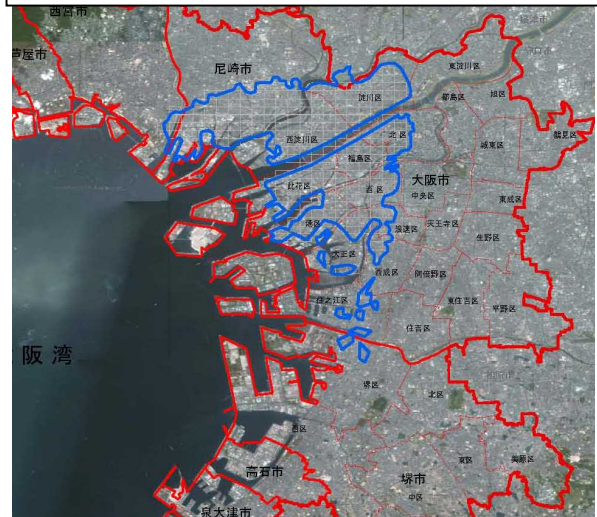 西宮市
芦屋市
尼崎市
東淀川区
淀川区
都島区
旭区
鶴見区
西淀川区
北区
城東区
福島区
此花区
西区
大阪市
中央区
東成区
港区
浪速区
天王寺区
生野区
大正区
西成区
阿倍野区
住之江区
東住吉区
平野区
住吉区
阪湾
堺区
北区
西区
東区
美原区
高石市
堺市
中区
泉大津市